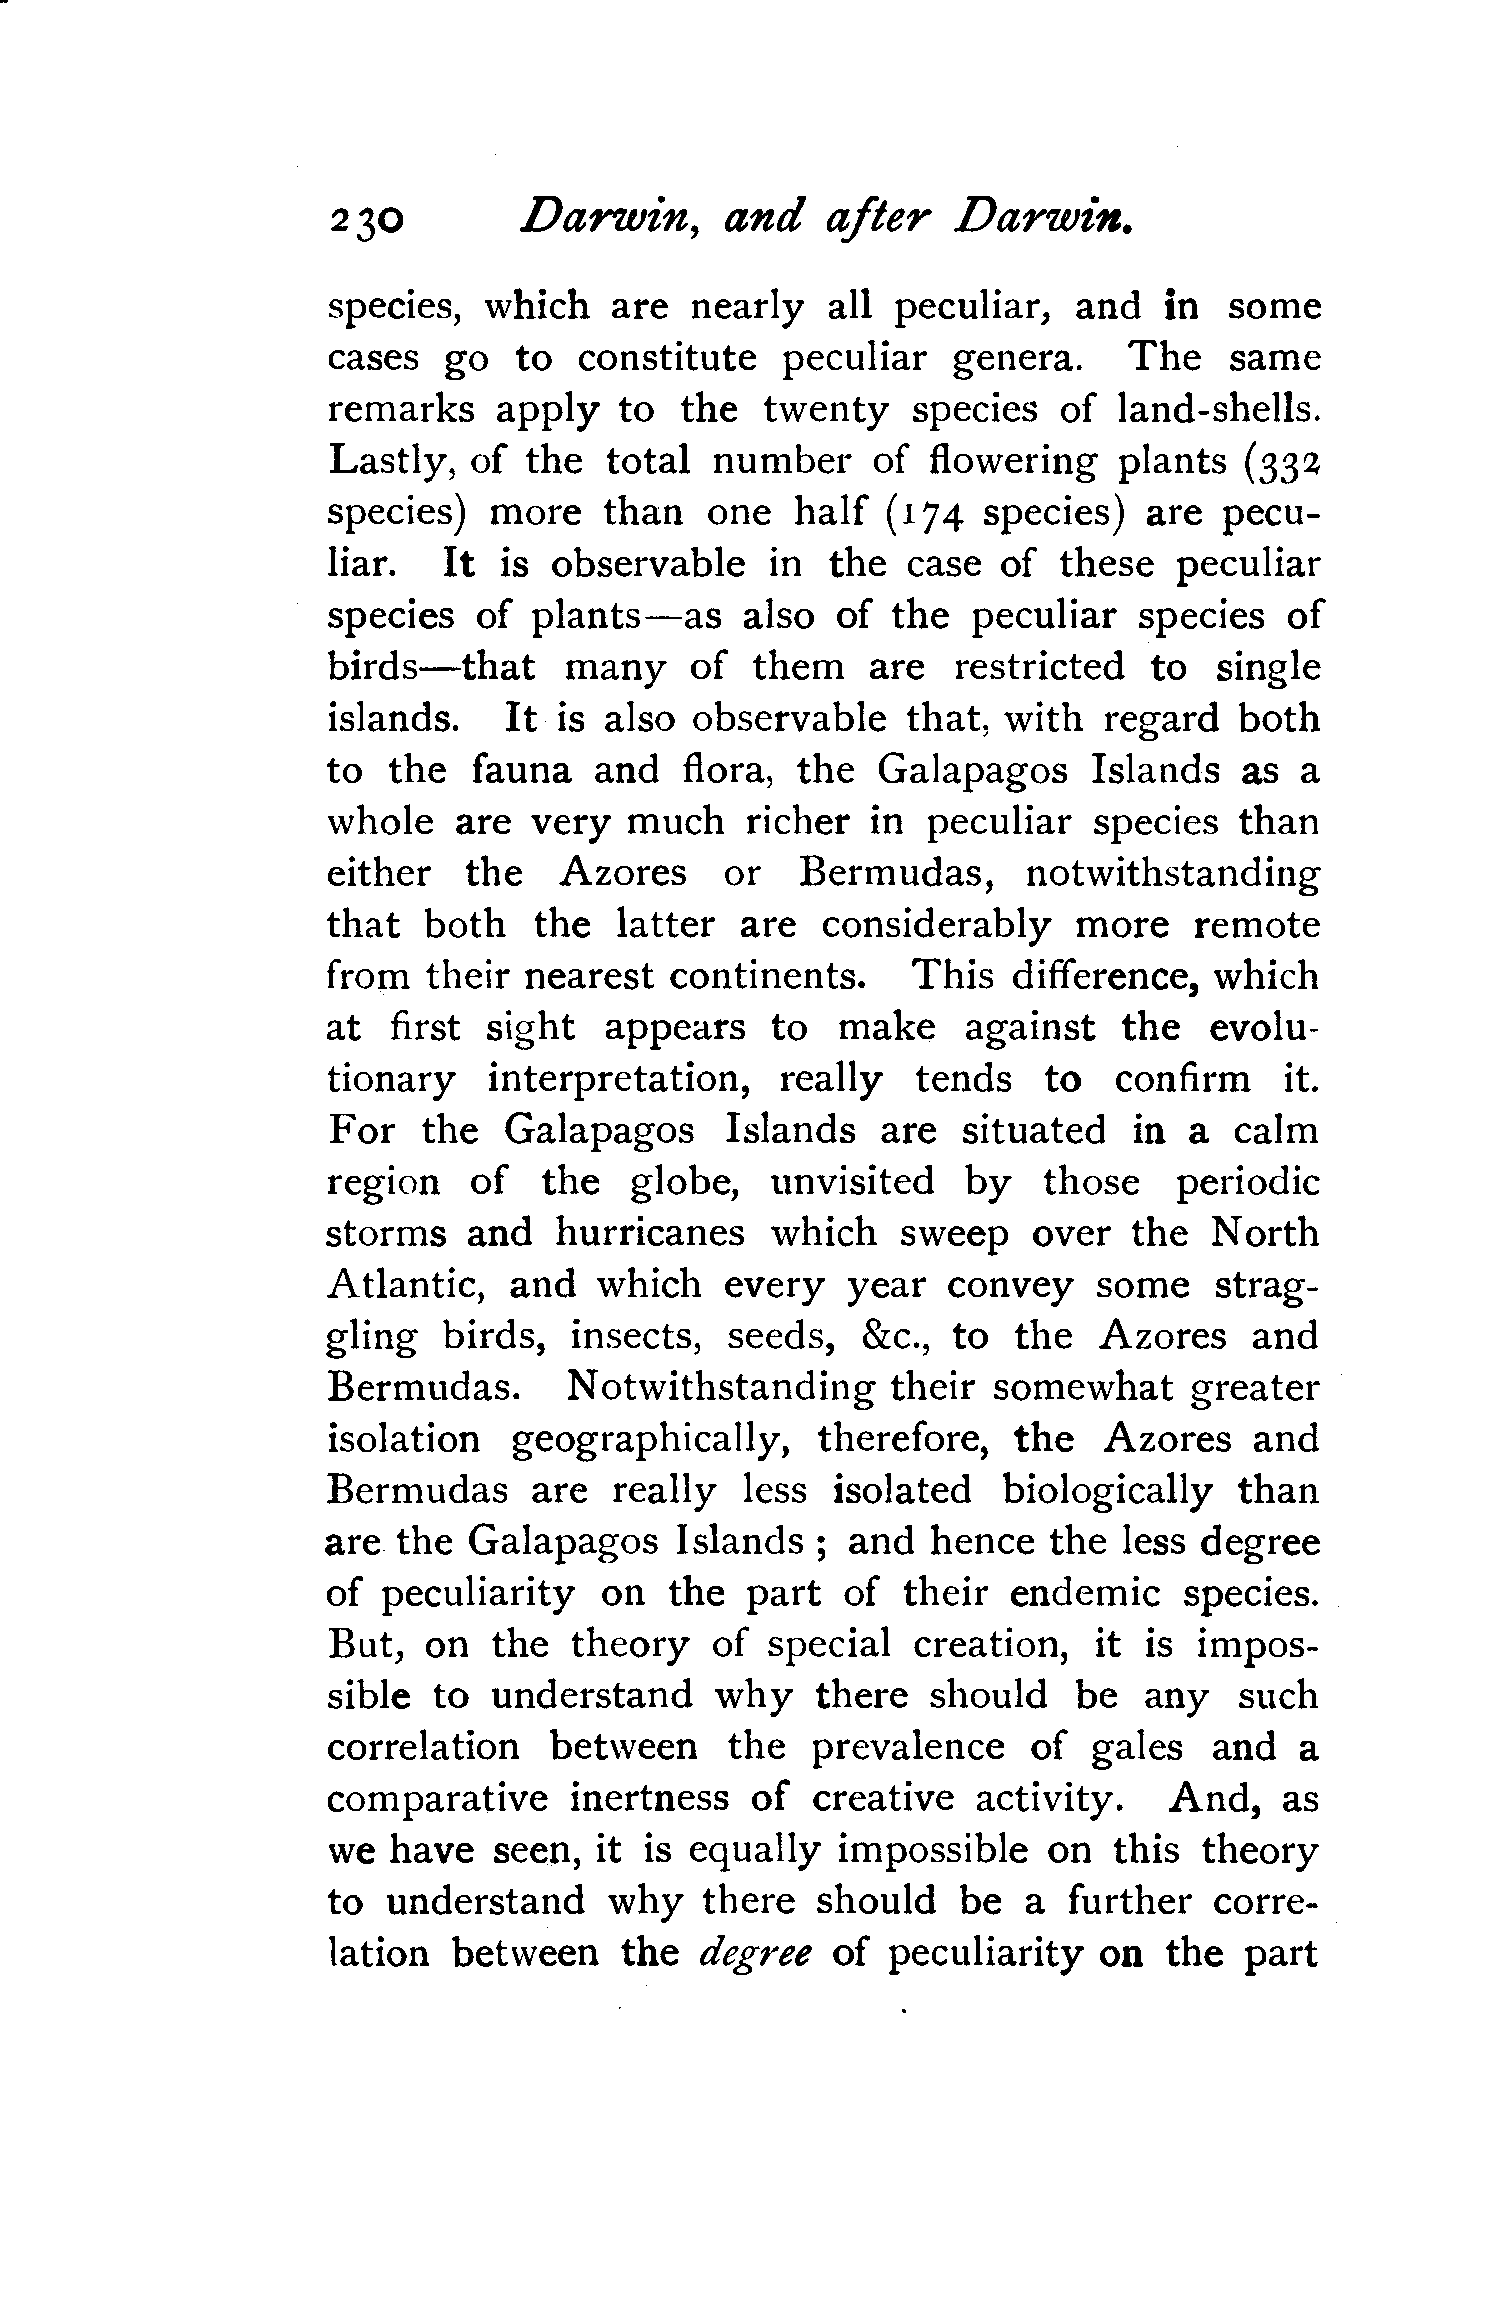 230 Darwin, and after Darwin.
species, which are nearly all peculiar, and in some
cases go to constitute peculiar genera. The same
remarks apply to the twenty species of land-shells.
Lastly, of the total number of flowering plants (332
species) more than one half (174 species) are pecu-
liar. It is observable in the case of these peculiar
species of plants—as also of the peculiar species of
birds—that many of them are restricted to single
islands. It is also observable that, with regard both
to the fauna and flora, the Galapagos Islands as a
whole are very much richer in peculiar species than
either the Azores or Bermudas, notwithstanding
that both the latter are considerably more remote
from their nearest continents. This difference, which
at first sight appears to make against the evolu-
tionary interpretation, really tends to confirm it.
For the Galapagos Islands are situated in a calm
region of the globe, unvisited by those periodic
storms and hurricanes which sweep over the North
Atlantic, and which every year convey some strag-
gling birds, insects, seeds, &c., to the Azores and
Bermudas. Notwithstanding their somewhat greater
isolation geographically, therefore, the Azores and
Bermudas are really less isolated biologically than
are the Galapagos Islands ; and hence the less degree
of peculiarity on the part of their endemic species.
But, on the theory of special creation, it is impos-
sible to understand why there should be any such
correlation between the prevalence of gales and a
comparative inertness of creative activity. And, as
we have seen, it is equally impossible on this theory
to understand why there should be a further corre-
lation between the degree of peculiarity on the part